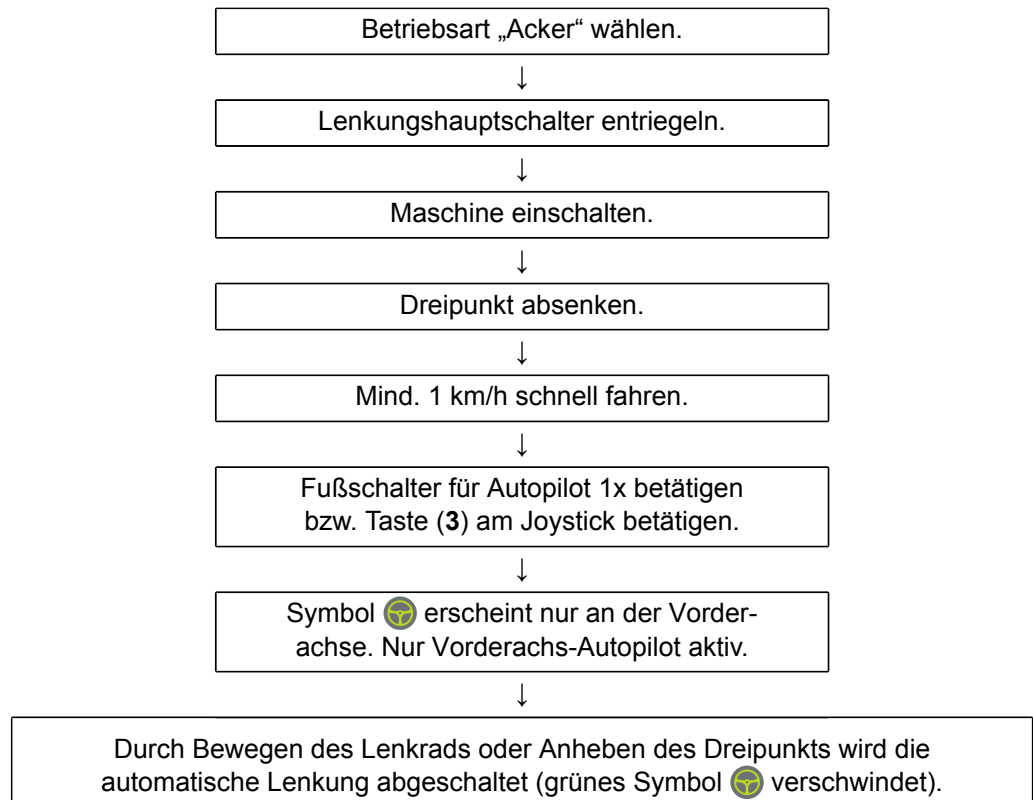 Betriebsart „Acker“ wählen.
↓
Lenkungshauptschalter entriegeln.
↓
Maschine einschalten.
↓
Dreipunkt absenken.
↓
Mind. 1 km/h schnell fahren.
↓
Fußschalter für Autopilot 1x betätigen
bzw. Taste (3) am Joystick betätigen.
↓
Symbol erscheint nur an der Vorder-
achse. Nur Vorderachs-Autopilot aktiv.
↓
Durch Bewegen des Lenkrads oder Anheben des Dreipunkts wird die
automatische Lenkung abgeschaltet (grünes Symbol verschwindet).